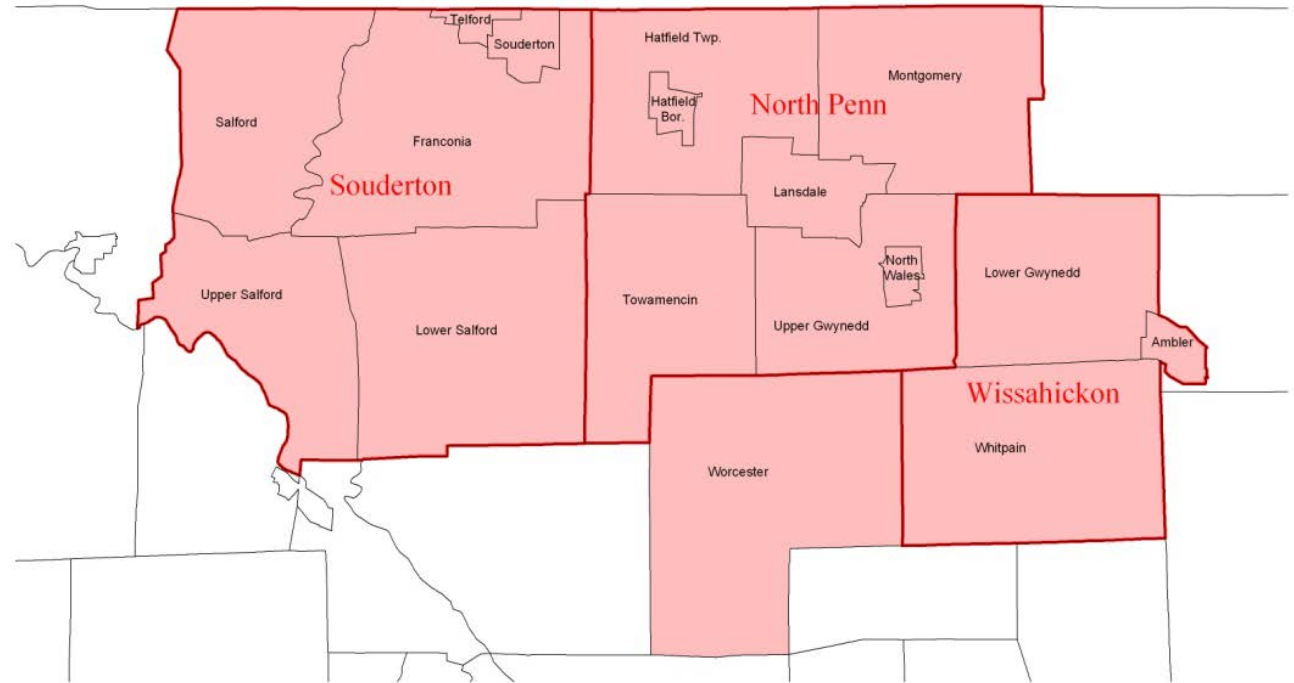 Telford
Souderton
Hatfield Twp.
Montgomery
Hatfield
Bor.
North Penn
Salford
Franconia
Souderton
Lansdale
North
Wales
Lower Gwynedd
Upper Salford
Towamencin
Lower Salford
Upper Gwynedd
Ambler
Wissahickon
Whitpain
Worcester